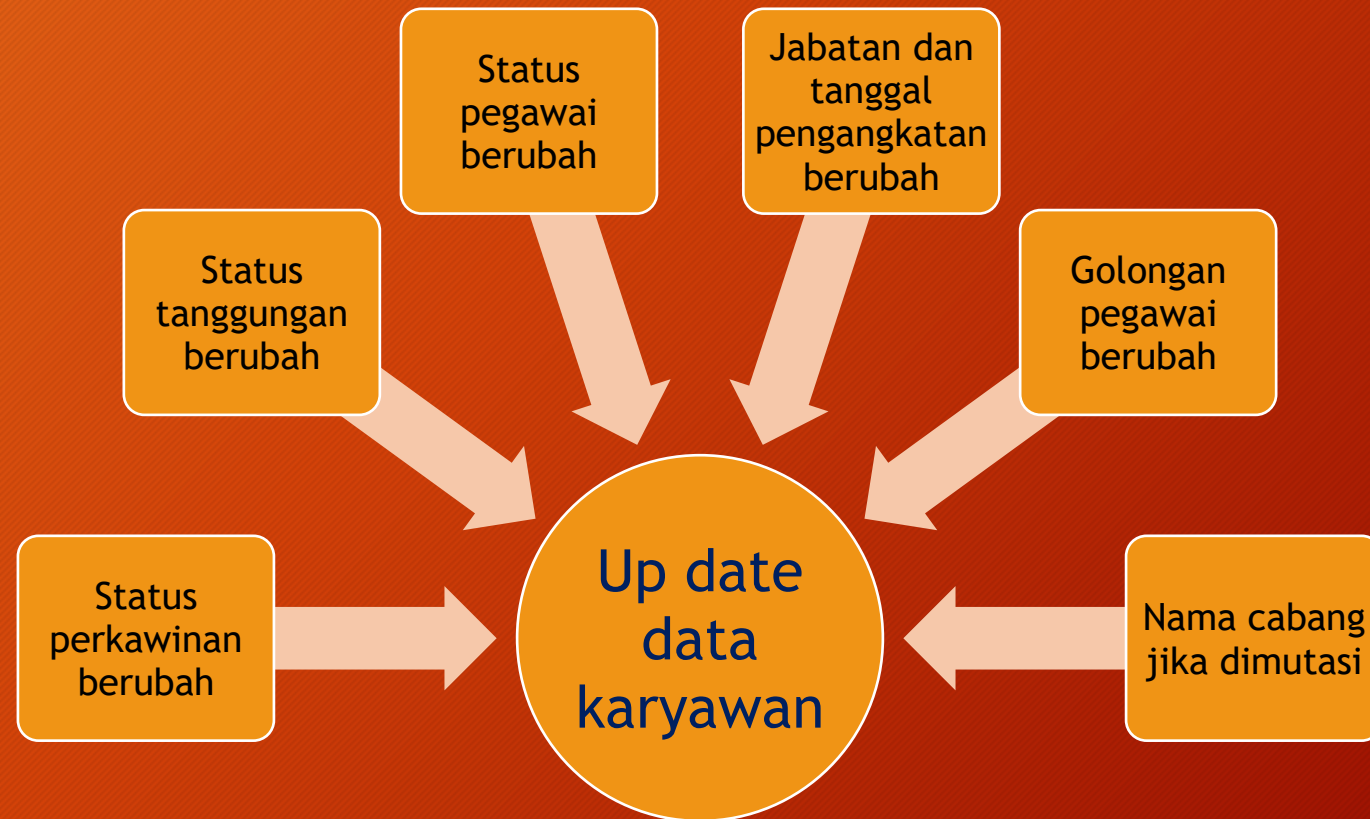 Status
pegawai
berubah
Jabatan dan
tanggal
pengangkatan
berubah
Status
tanggungan
berubah
Golongan
pegawai
berubah
Status
perkawinan
berubah
Up date
data
karyawan
Nama cabang
jika dimutasi